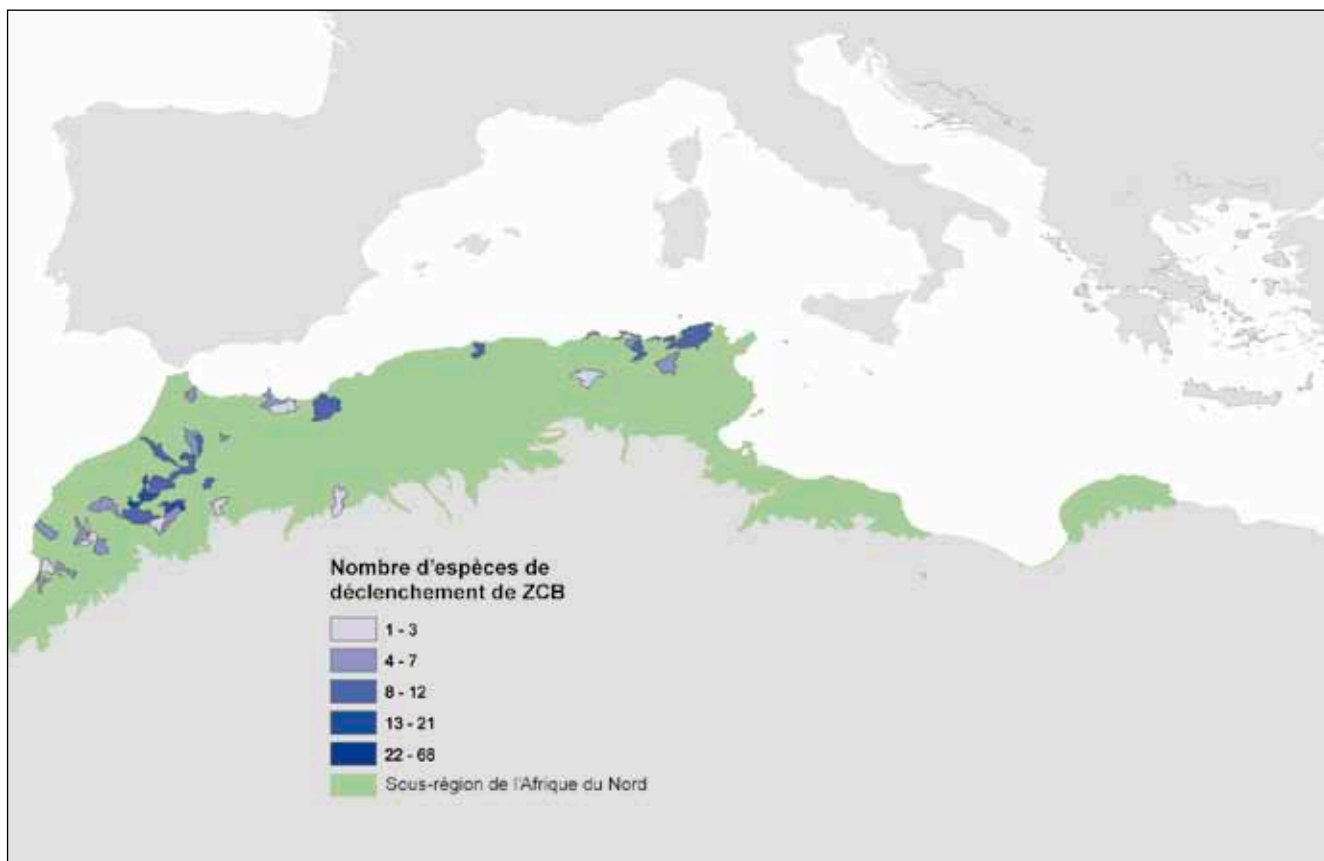 Nombre d'espèces de
déclenchement de ZCB
1 - 3
4 - 7
8 - 12
13 - 21
22 - 68
Sous-région de l'Afrique du Nord